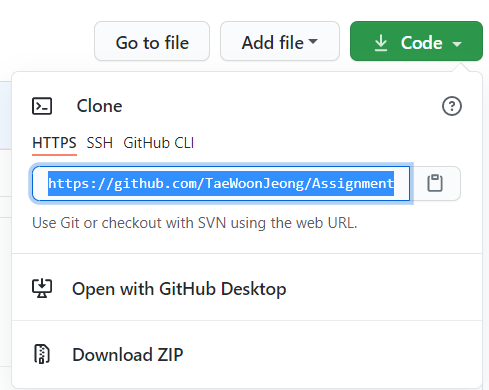 Go to file Add file Code
Clone
HTTPS SSH GitHub CLI
https://github.com/TaeWoonJeong/Assignment
Use Git or checkout with SVN using the web URL.
Open with GitHub Desktop
Download ZIP